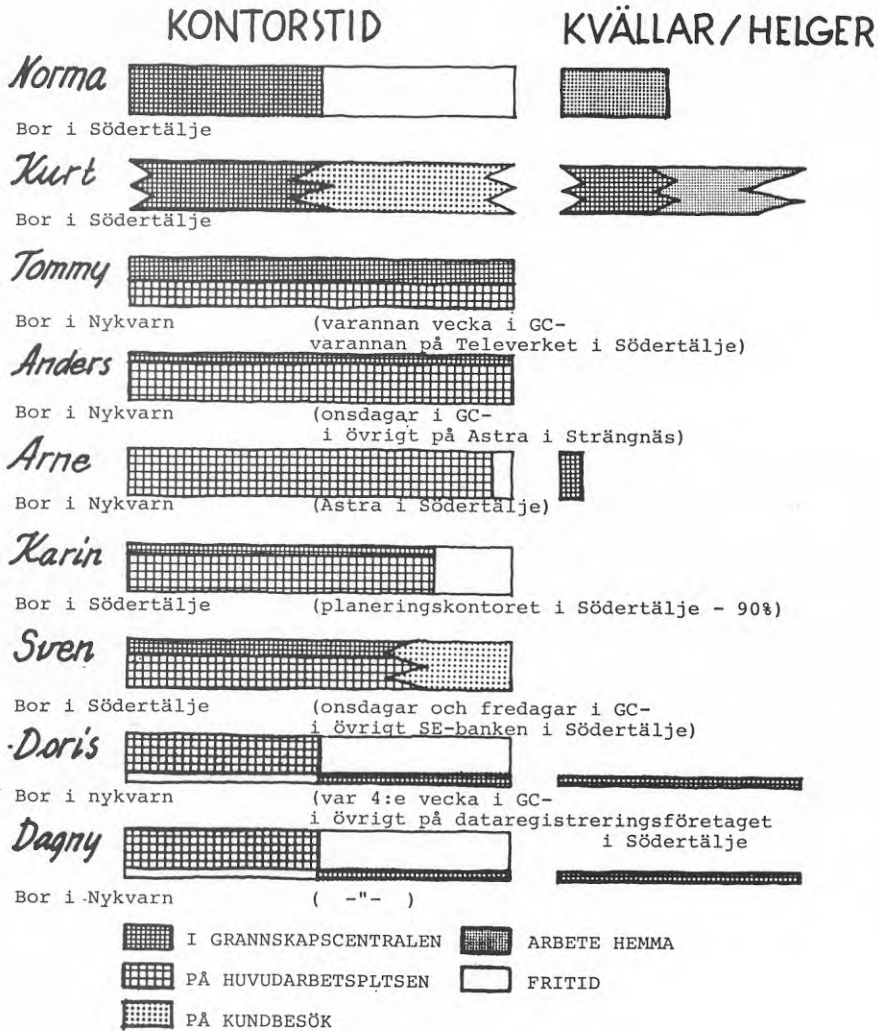 KONTORSTID KVÄLLAR/HELGER
Norma
Bor i Södertälje
Kurt
Bor i Södertälje
Tommy
Bor i Nykvarn (varannan vecka i GC-
varannan på Televerket i Södertälje)
Anders
Bor i Nykvarn (onsdagar i GC-
i övrigt på Astra i Strängnäs)
Arne
Bor i Nykvarn (Astra i Södertälje)
Karin
Bor i Södertälje (planeringskontoret i Södertälje - 90%)
Sven
Bor i Södertälje (onsdagar och fredagar i GC-
i övrigt SE-banken i Södertälje)
Doris
Bor i nykvarn (var 4:e vecka i GC-
i övrigt på dataregistreringsföretaget
i Södertälje
Dagny
Bor i Nykvarn ( -"- )
I GRANNSKAPSCENTRALEN ARBETE HEMMA
PÅ HUVUDARBETSPLTSEN FRITID
PÅ KUNDBESÖK